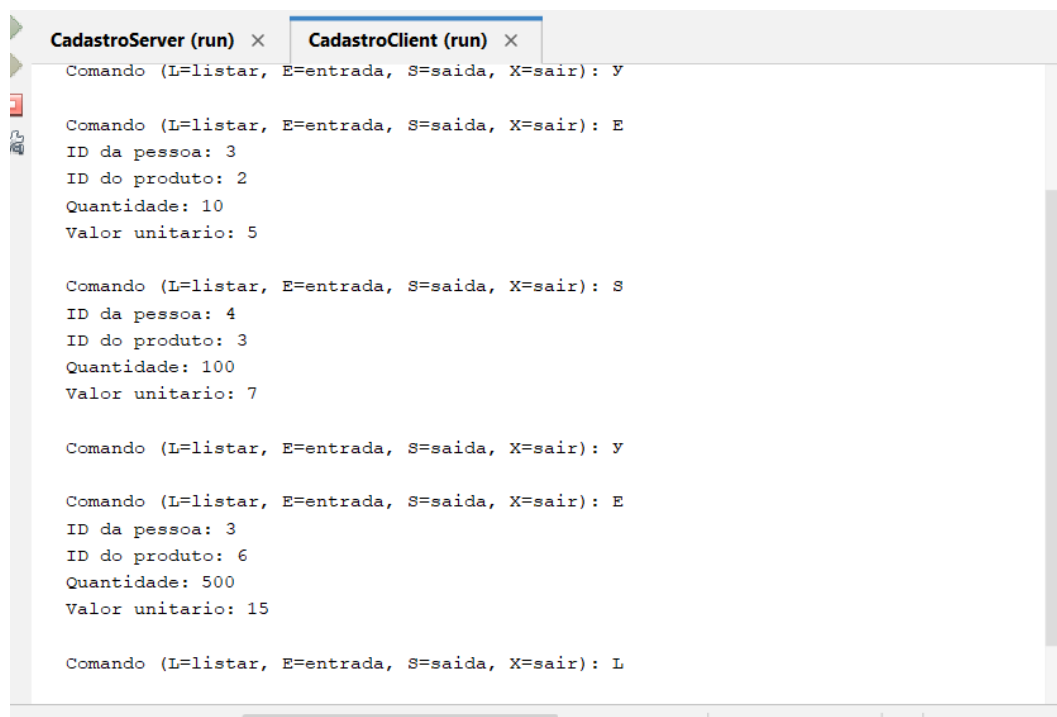 CadastroServer (run) × CadastroClient (run) ×
Comando (L=listar, E=entrada, S=saida, X=sair): y
Comando (L=listar, E=entrada, S=saida, X=sair): E
ID da pessoa: 3
ID do produto: 2
Quantidade: 10
Valor unitario: 5
Comando (L=listar, E=entrada, S=saida, X=sair): S
ID da pessoa: 4
ID do produto: 3
Quantidade: 100
Valor unitario: 7
Comando (L=listar, E=entrada, S=saida, X=sair): y
Comando (L=listar, E=entrada, S=saida, X=sair): E
ID da pessoa: 3
ID do produto: 6
Quantidade: 500
Valor unitario: 15
Comando (L=listar, E=entrada, S=saida, X=sair): L